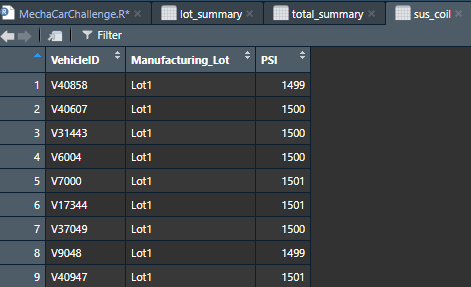 MechaCarChallenge.R* lot_summary total_summary sus_coil
Filter
VehicleID Manufacturing_Lot PSI
1 V40858 Lot1 1499
2 V40607 Lot1 1500
3 V31443 Lot1 1500
4 V6004 Lot1 1500
5 V7000 Lot1 1501
6 V17344 Lot1 1501
7 V37049 Lot1 1500
8 V9048 Lot1 1499
9 V40947 Lot1 1501